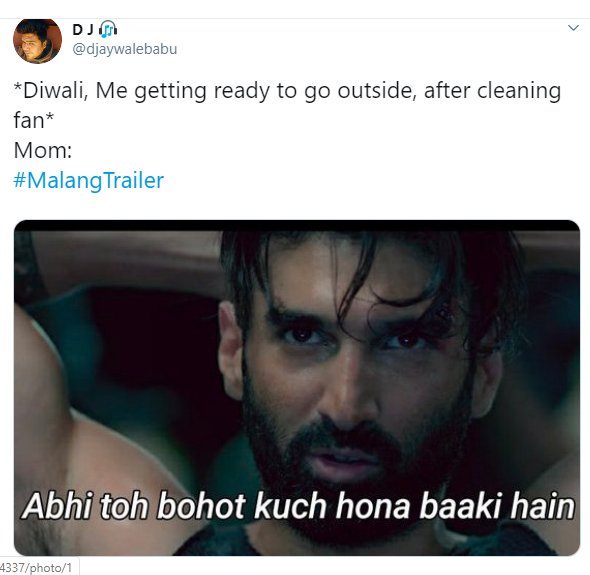 D J 🎧
@djaywalebabu
*Diwali, Me getting ready to go outside, after cleaning
fan*
Mom:
#MalangTrailer
Abhi toh bohot kuch hona baaki hain
4337/photo/1